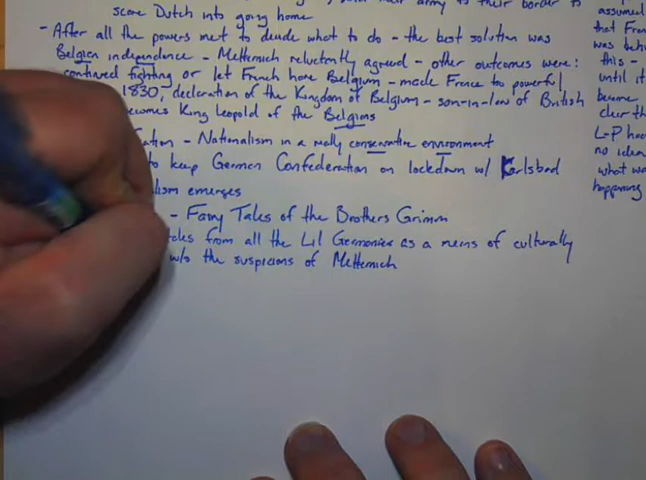 scare Dutch into going home
- After all the powers met to decide what to do - the best solution was
Belgian independence - Metternich reluctantly agreed - other outcomes were:
continued fighting or let French have Belgium - made France too powerful
1830, declaration of the Kingdom of Belgium - son-in-law of British
becomes King Leopold of the Belgians
- Nationalism in a really conservative environment
to keep German Confederation on lockdown w/ Karlsbad
emerges
- Fairy Tales of the Brothers Grimm
from all the Lil Germanies as a means of culturally
w/o the suspicions of Metternich
assumed
that Fran
was behi
this -
until it
became
clear th
L-P ha
no idea
what wa
happening